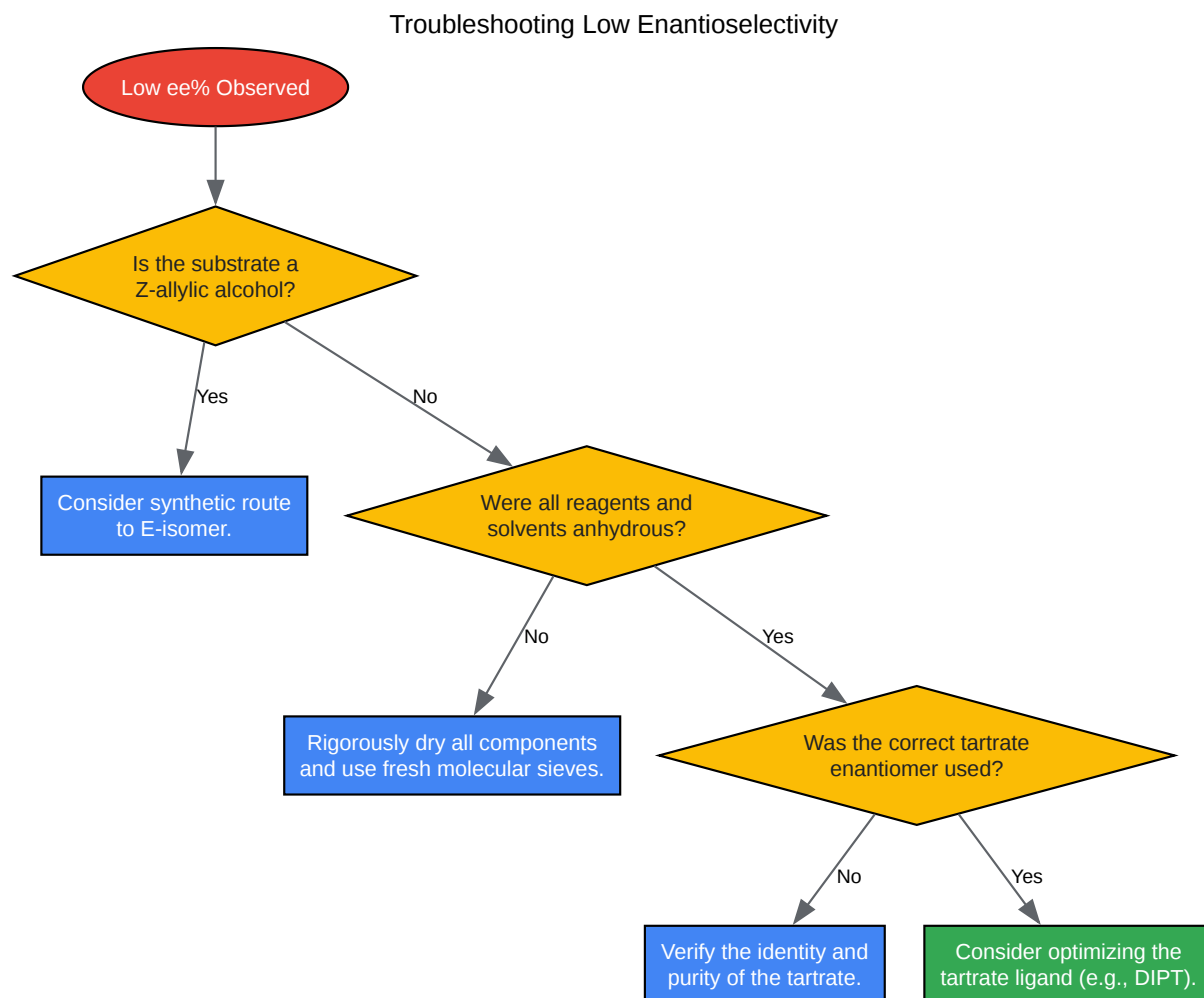 Troubleshooting Low Enantioselectivity
Low ee% Observed
Is the substrate a
Z-allylic alcohol?
Yes
No
Consider synthetic route
to E-isomer.
Were all reagents and
solvents anhydrous?
No
Yes
Rigorously dry all components
and use fresh molecular sieves.
Was the correct tartrate
enantiomer used?
No
Yes
Verify the identity and
purity of the tartrate.
Consider optimizing the
tartrate ligand (e.g., DIPT).